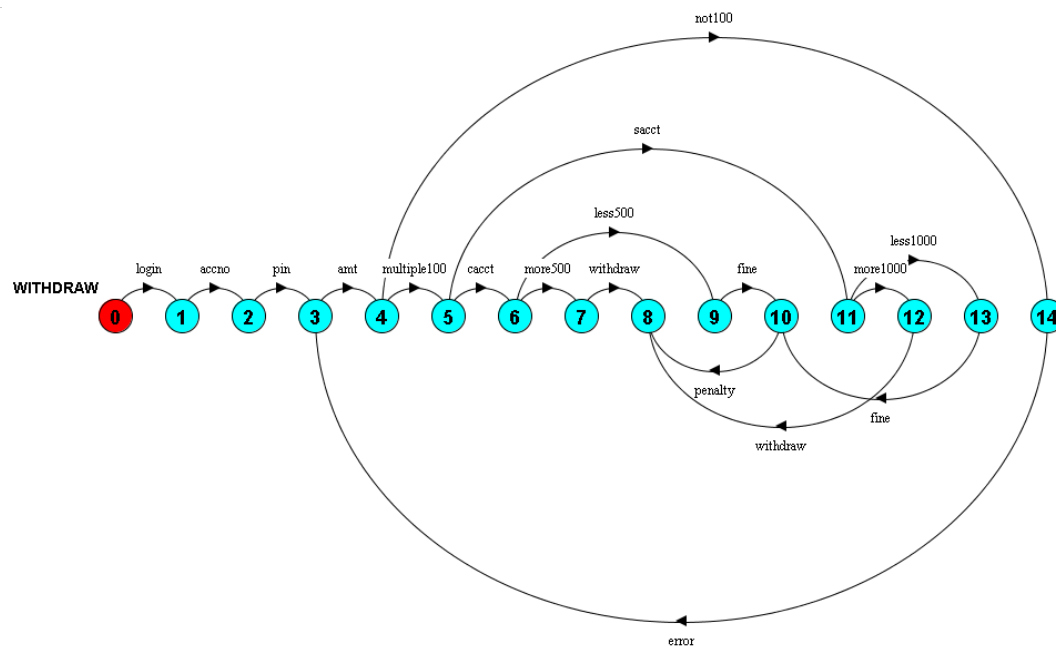 not100
sacct
less500
less1000
login accno pin amt multiple100 cacct more500 withdraw fine more1000
WITHDRAW
0 1 2 3 4 5 6 7 8 9 10 11 12 13 14
penalty
fine
withdraw
error